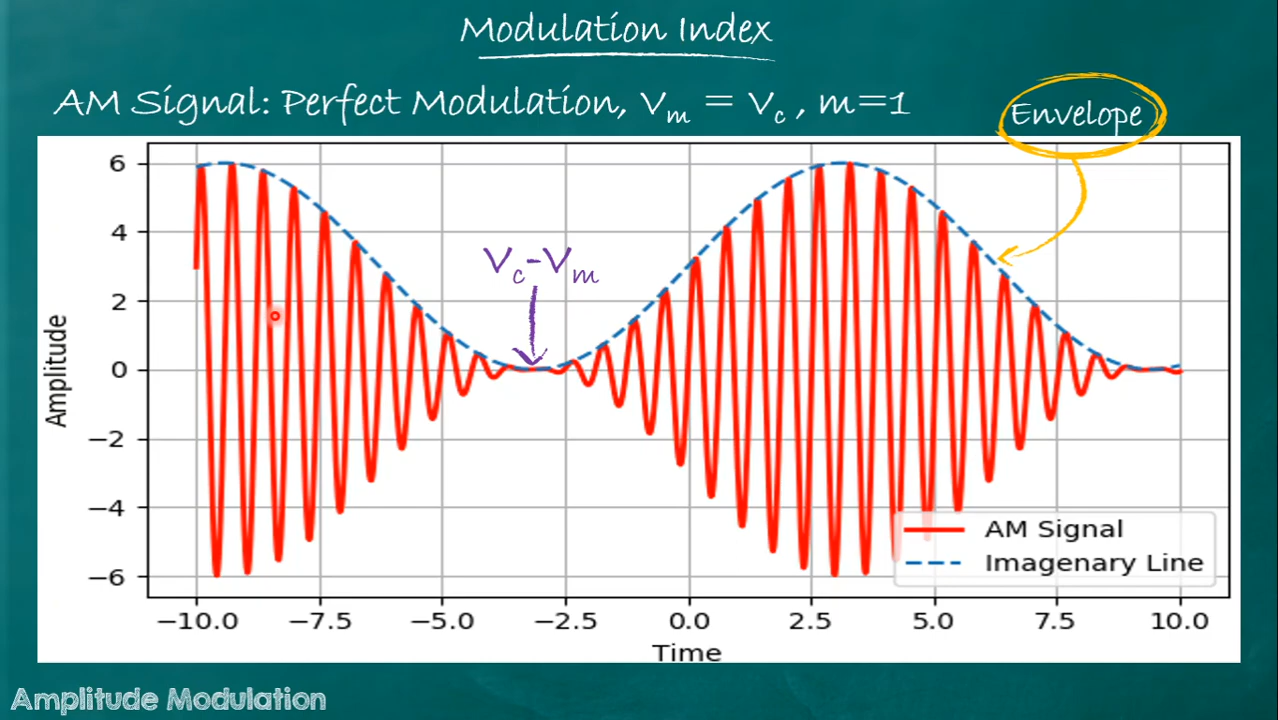 Modulation Index
AM Signal: Perfect Modulation, Vm = Vc , m=1
Envelope
Vc-Vm
6
4
2
0
−2
−4
−6
Amplitude
AM Signal
Imagenary Line
−10.0 −7.5 −5.0 −2.5 0.0 2.5 5.0 7.5 10.0
Time
Amplitude Modulation